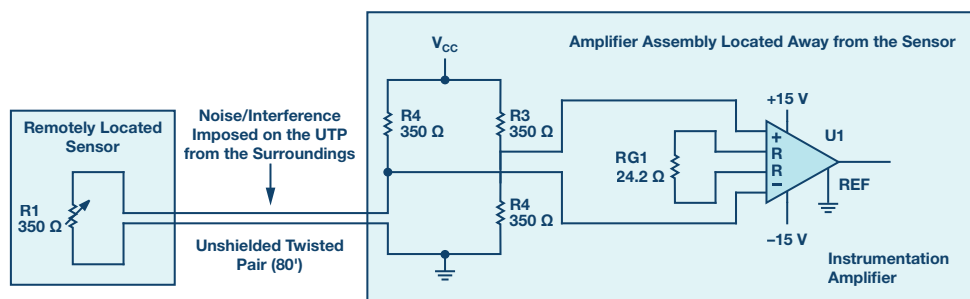 Amplifier Assembly Located Away from the Sensor
VCC
Noise/Interference
Imposed on the UTP
from the Surroundings
Remotely Located
Sensor
R4
350 Ω
R3
350 Ω
+15 V
U1
RG1
24.2 Ω
+
R
R
–
REF
R1
350 Ω
R4
350 Ω
Unshielded Twisted
Pair (80')
–15 V
Instrumentation
Amplifier